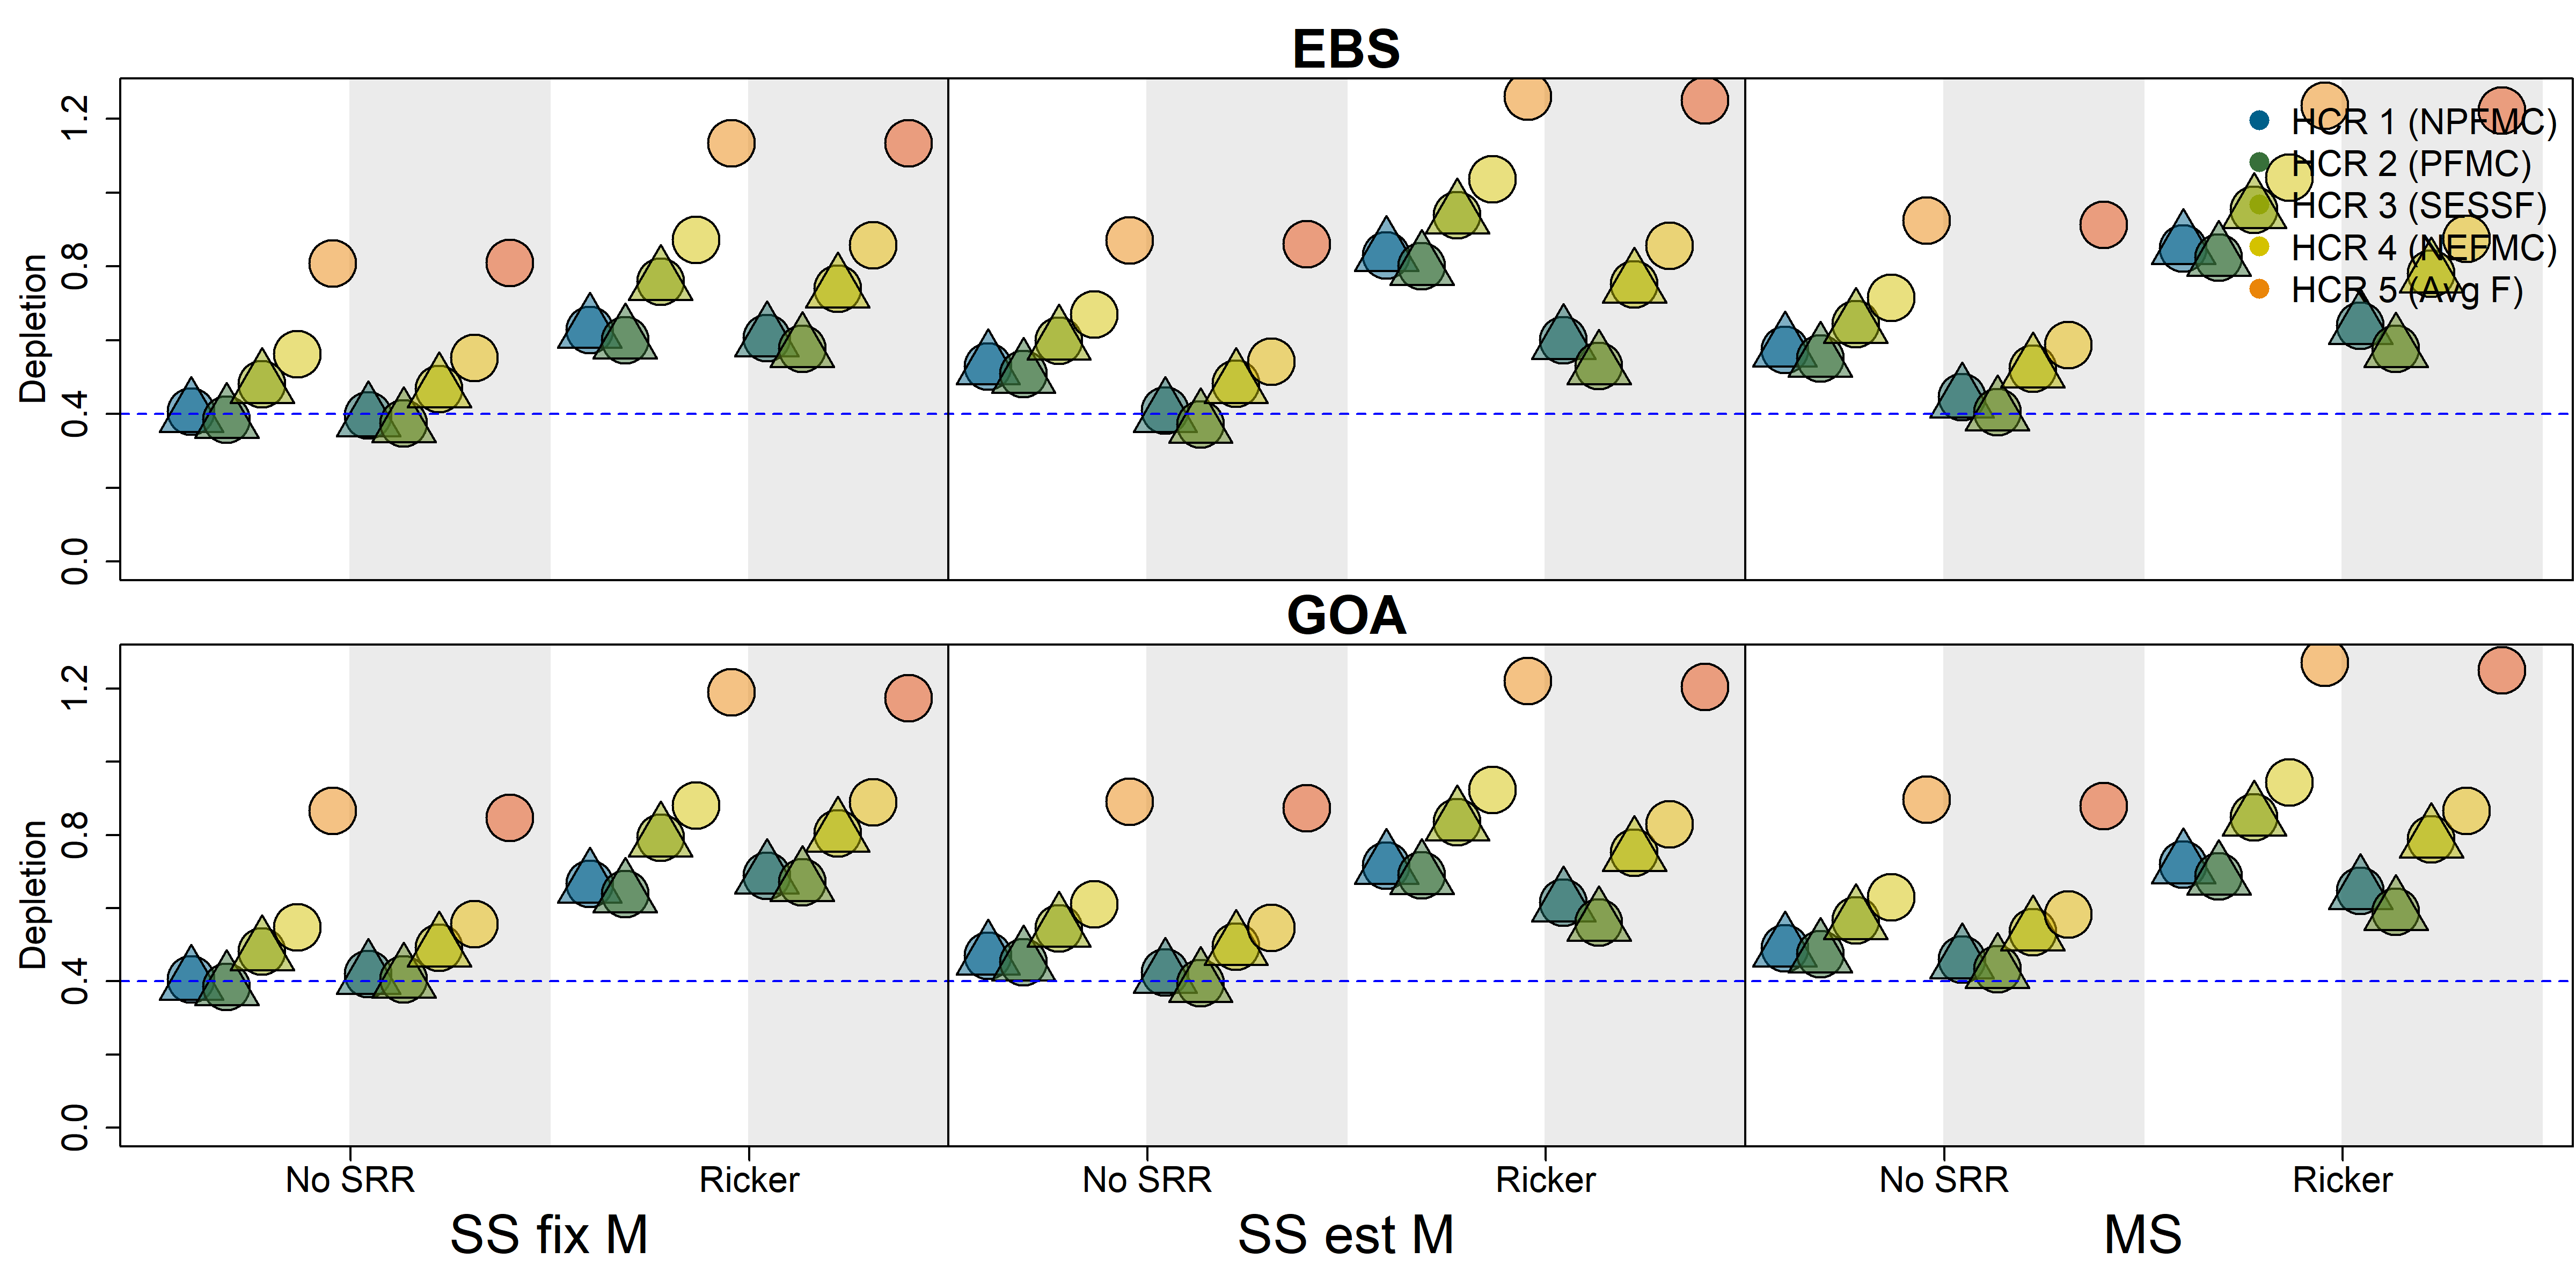 EBS
Depletion
1.2
0.8
0.4
0.0
HCR 1 (NPFMC)
HCR 2 (PFMC)
HCR 3 (SESSF)
HCR 4 (NEFMC)
HCR 5 (Avg F)
GOA
Depletion
1.2
0.8
0.4
0.0
No SRR Ricker No SRR Ricker No SRR Ricker
SS fix M SS est M MS